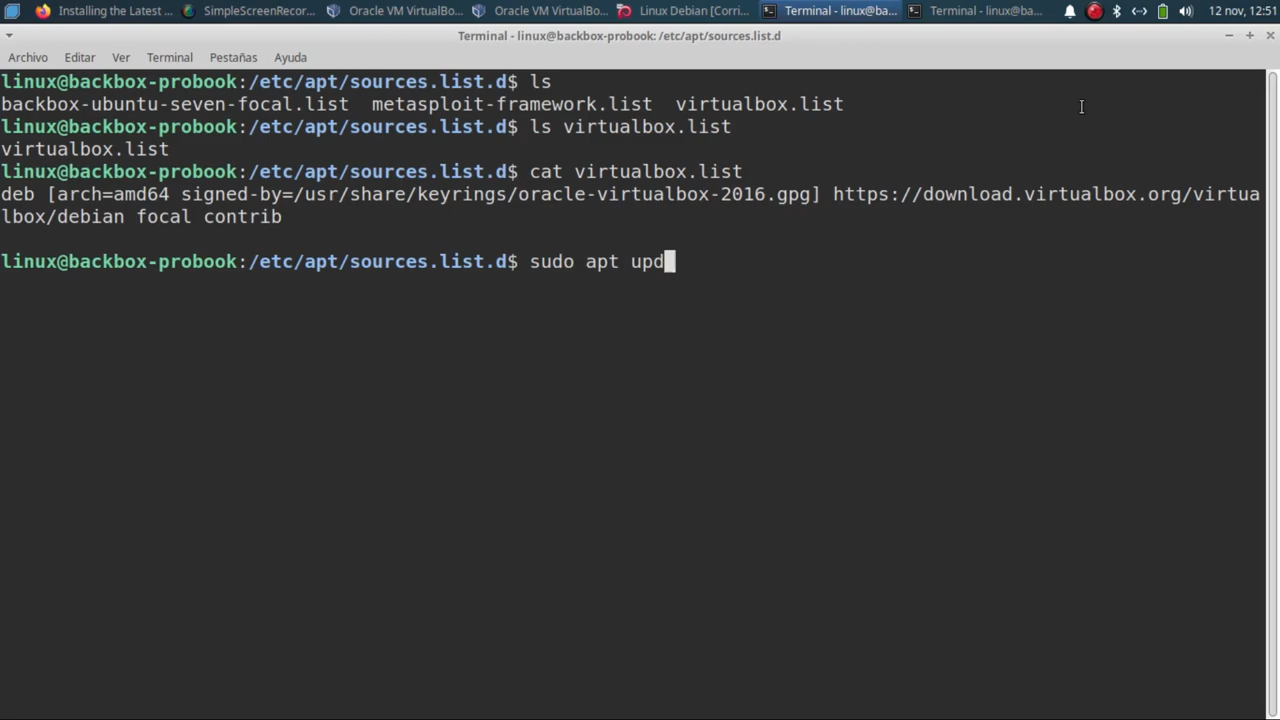 Installing the Latest ... SimpleScreenRecor... Oracle VM VirtualBo... Oracle VM VirtualBo... Linux Debian [Corri... Terminal - linux@ba... Terminal - linux@ba... 12 nov, 12:51
Terminal - linux@backbox-probook: /etc/apt/sources.list.d
Archivo Editar Ver Terminal Pestañas Ayuda
linux@backbox-probook:/etc/apt/sources.list.d$ ls
backbox-ubuntu-seven-focal.list metasploit-framework.list virtualbox.list
linux@backbox-probook:/etc/apt/sources.list.d$ ls virtualbox.list
virtualbox.list
linux@backbox-probook:/etc/apt/sources.list.d$ cat virtualbox.list
deb [arch=amd64 signed-by=/usr/share/keyrings/oracle-virtualbox-2016.gpg] https://download.virtualbox.org/virtua
lbox/debian focal contrib
linux@backbox-probook:/etc/apt/sources.list.d$ sudo apt upd